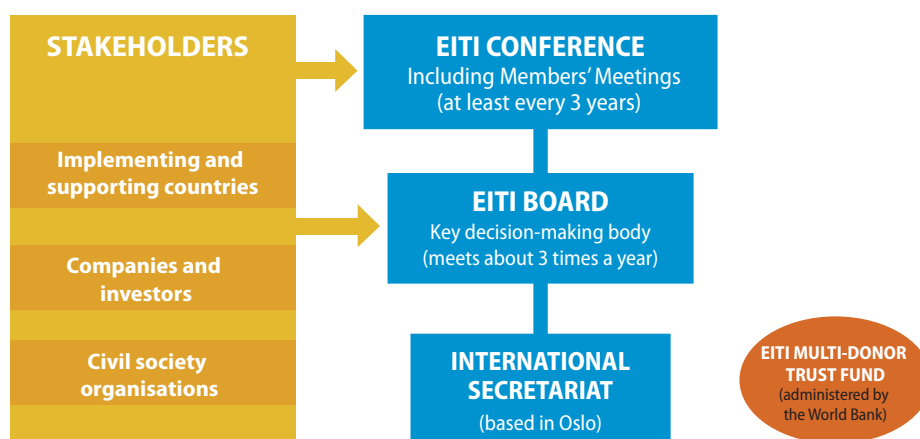 STAKEHOLDERS
Implementing and
supporting countries
Companies and
investors
Civil society
organisations
EITI CONFERENCE
Including Members’ Meetings
(at least every 3 years)
EITI BOARD
Key decision-making body
(meets about 3 times a year)
INTERNATIONAL
SECRETARIAT
(based in Oslo)
EITI MULTI-DONOR
TRUST FUND
(administered by
the World Bank)